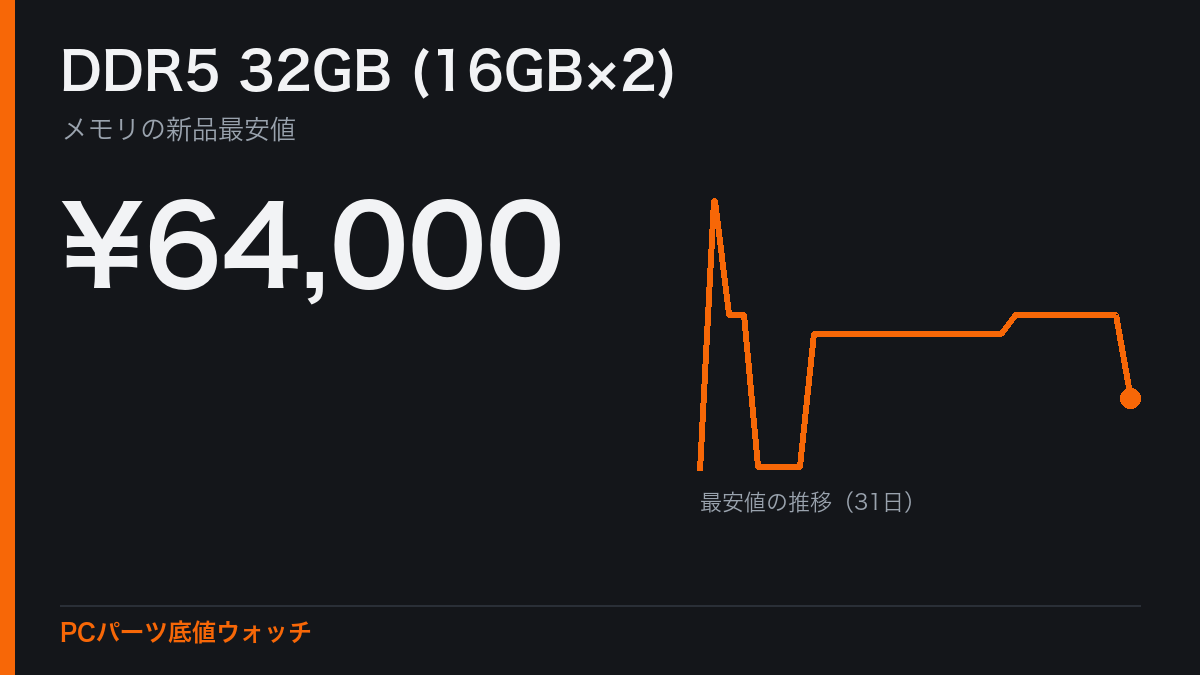 DDR5 32GB (16GB×2)
メモリの新品最安値
¥64,000
最安値の推移（31日）
PCパーツ底値ウォッチ